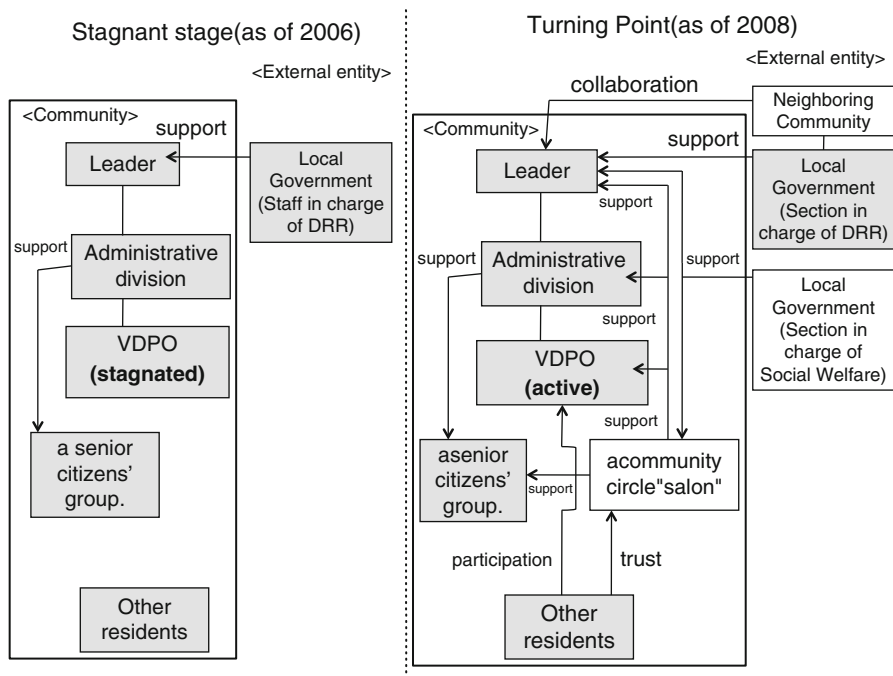 Stagnant stage(as of 2006)
<External entity>
<Community>
support
Leader
Local
Government
(Staff in charge
of DRR)
support
Administrative
division
VDPO
(stagnated)
a senior
citizens'
group.
Other
residents
Turning Point(as of 2008)
<External entity>
collaboration
Neighboring
Community
<Community>
support
Leader
support
Local
Government
(Section in
charge of DRR)
support
Administrative
division
support
support
Local
Government
(Section in
charge of
Social Welfare)
VDPO
(active)
support
asenior
citizens'
group.
support
acommunity
circle"salon"
participation
trust
Other
residents